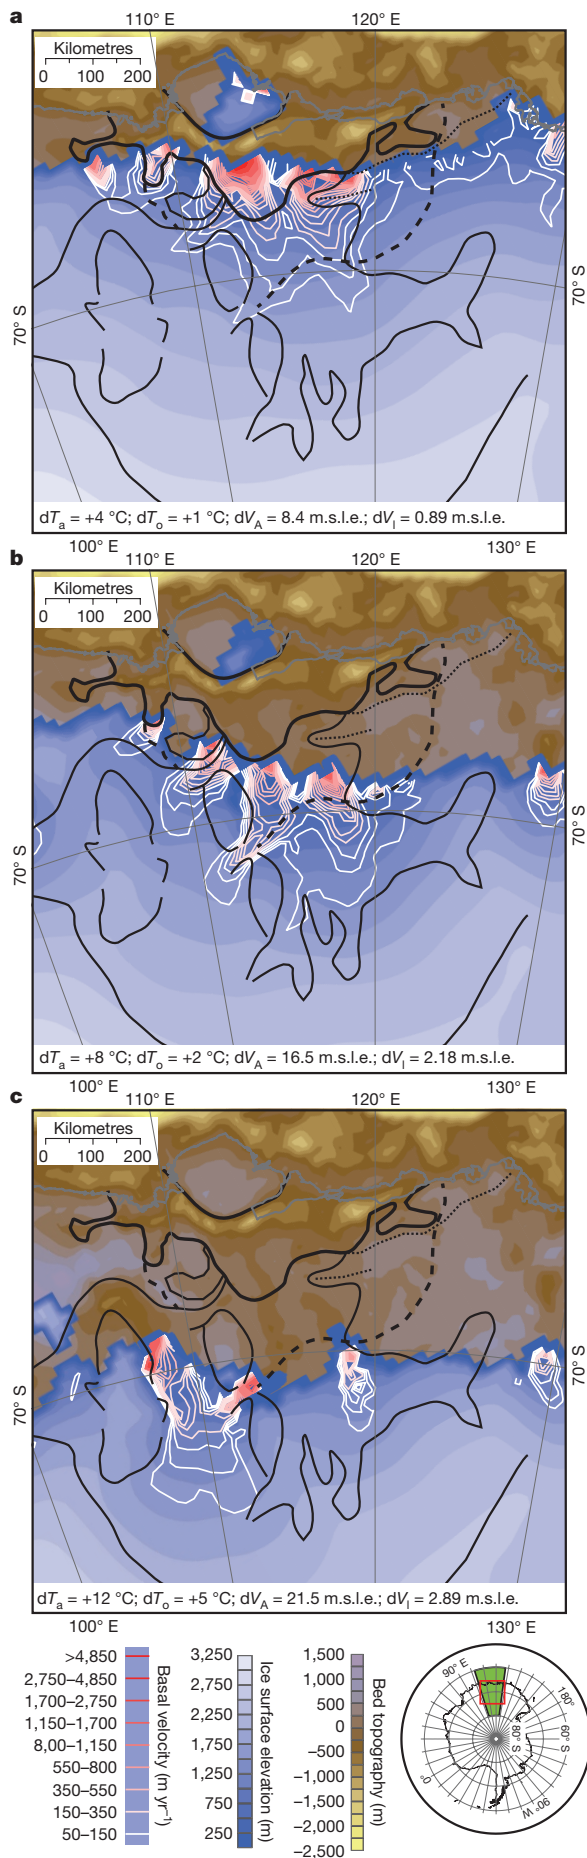 a
110° E 120° E
Kilometres
0 100 200
70° S 70° S
dTa = +4 °C; dTo = +1 °C; dVA = 8.4 m.s.l.e.; dVI = 0.89 m.s.l.e.
100° E 120° E 130° E
b
Kilometres
0 100 200
70° S 70° S
dTa = +8 °C; dTo = +2 °C; dVA = 16.5 m.s.l.e.; dVI = 2.18 m.s.l.e.
100° E 130° E
c
110° E 120° E
Kilometres
0 100 200
70° S 70° S
dTa = +12 °C; dTo = +5 °C; dVA = 21.5 m.s.l.e.; dVI = 2.89 m.s.l.e.
100° E 130° E
>4,850
2,750–4,850
1,700–2,750
1,150–1,700
8,00–1,150
550–800
350–550
150–350
50–150
Basal velocity (m yr⁻¹)
3,250
2,750
2,250
1,750
1,250
750
250
Ice surface elevation (m)
1,500
1,000
500
0
–500
–1,000
–1,500
–2,000
–2,500
Bed topography (m)
90° E
180°
80° S
60° S
0°
90° W